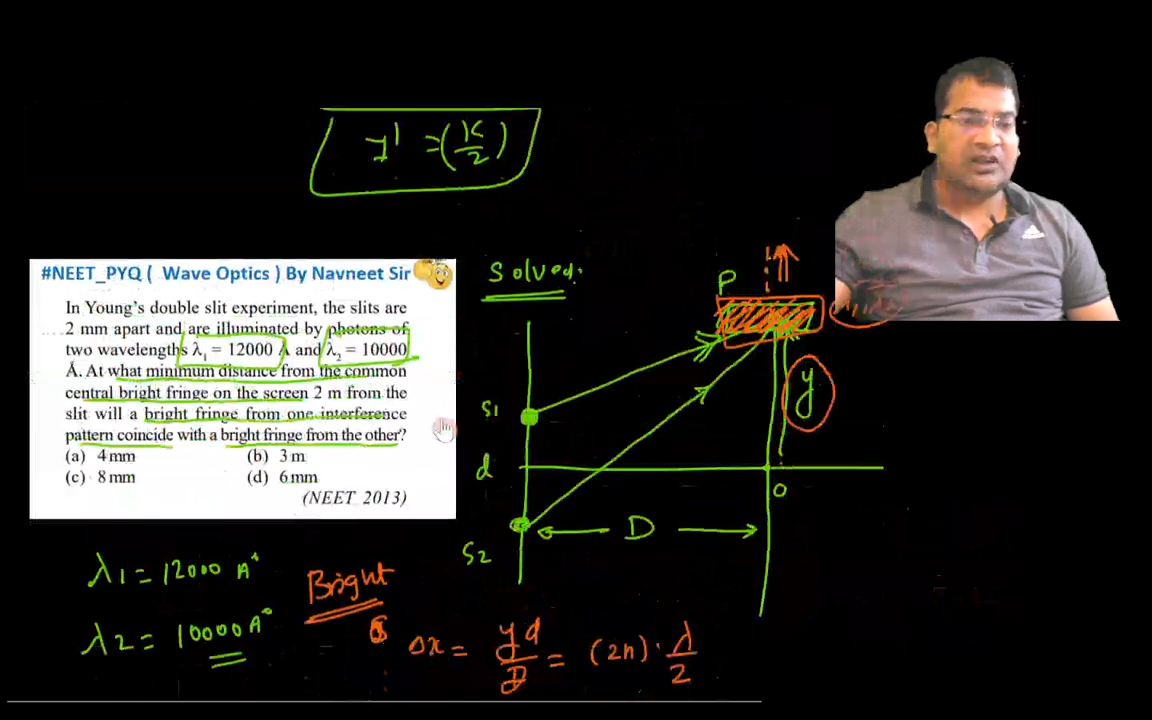 y' = (K/2)
#NEET_PYQ ( Wave Optics ) By Navneet Sir
In Young's double slit experiment, the slits are
2 mm apart and are illuminated by photons of
two wavelengths λ₁ = 12000 Å and λ₂ = 10000
Å. At what minimum distance from the common
central bright fringe on the screen 2 m from the
slit will a bright fringe from one interference
pattern coincide with a bright fringe from the other?
(a) 4 mm (b) 3 m
(c) 8 mm (d) 6 mm
(NEET 2013)
Solved:
P
y
S1
d
O
D
S2
λ1 = 12000 A°
λ2 = 10000 A°
Bright
Δx = yd/D = (2n)·λ/2